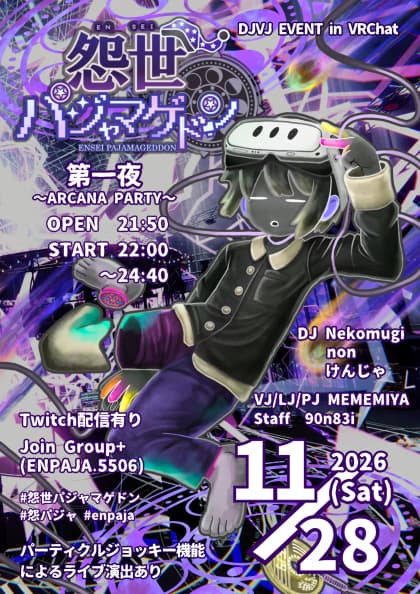 DJVJ EVENT in VRChat
EN SEI
怨世
パジャマゲドン
ENSEI PAJAMAGEDDON
第一夜
～ARCANA PARTY～
OPEN 21:50
START 22:00
～24:40
DJ Nekomugi
non
けんじゃ
VJ/LJ/PJ MEMEMIYA
Staff 90n83i
Twitch配信有り
Join Group+
(ENPAJA.5506)
#怨世パジャマゲドン
#怨パジャ #enpaja
パーティクルジョッキー機能
によるライブ演出あり
2026
11/28
(Sat)